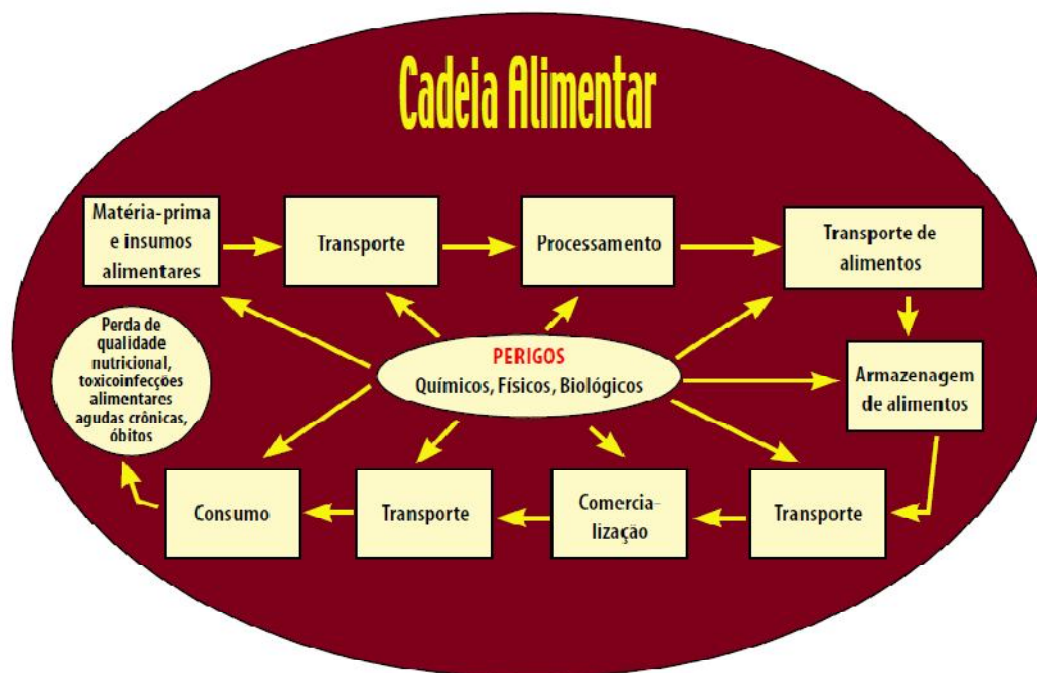 Cadeia Alimentar
Matéria-prima
e insumos
alimentares
Transporte
Processamento
Transporte de
alimentos
Perda de
qualidade
nutricional,
toxicoinfecções
alimentares
agudas crônicas,
óbitos
PERIGOS
Químicos, Físicos, Biológicos
Armazenagem
de alimentos
Consumo
Transporte
Comercia-
lização
Transporte